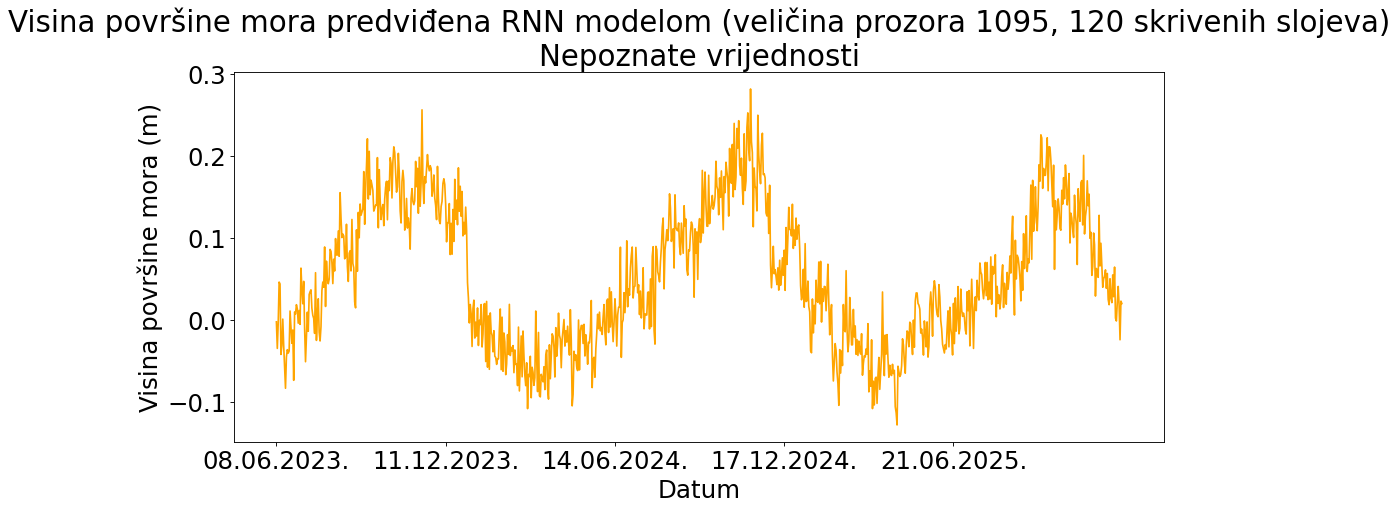 Visina površine mora predviđena RNN modelom (veličina prozora 1095, 120 skrivenih slojeva)
Nepoznate vrijednosti
Visina površine mora (m)
0.3
0.2
0.1
0.0
−0.1
08.06.2023. 11.12.2023. 14.06.2024. 17.12.2024. 21.06.2025.
Datum